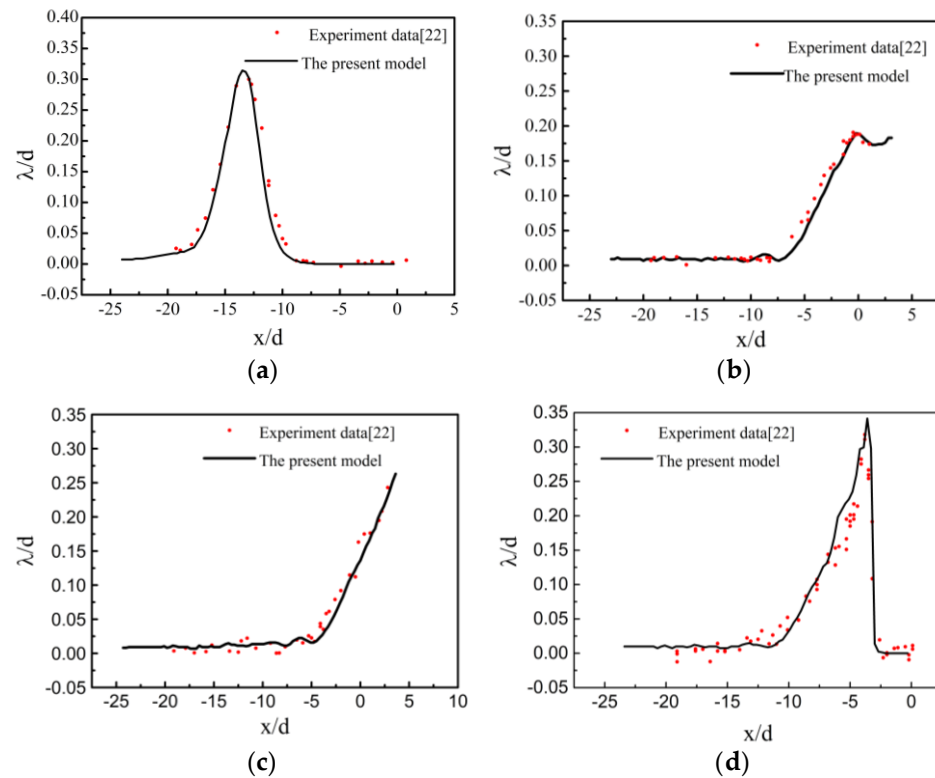 0.40
0.35
0.30
0.25
0.20
0.15
0.10
0.05
0.00
-0.05
λ/d
Experiment data[22]
The present model
-25 -20 -15 -10 -5 0 5
x/d
(a)
0.35
0.30
0.25
0.20
0.15
0.10
0.05
0.00
-0.05
λ/d
Experiment data[22]
The present model
-25 -20 -15 -10 -5 0 5
x/d
(b)
0.35
0.30
0.25
0.20
0.15
0.10
0.05
0.00
-0.05
λ/d
Experiment data[22]
The present model
-25 -20 -15 -10 -5 0 5 10
x/d
(c)
0.35
0.30
0.25
0.20
0.15
0.10
0.05
0.00
-0.05
λ/d
Experiment data[22]
The present model
-25 -20 -15 -10 -5 0
x/d
(d)